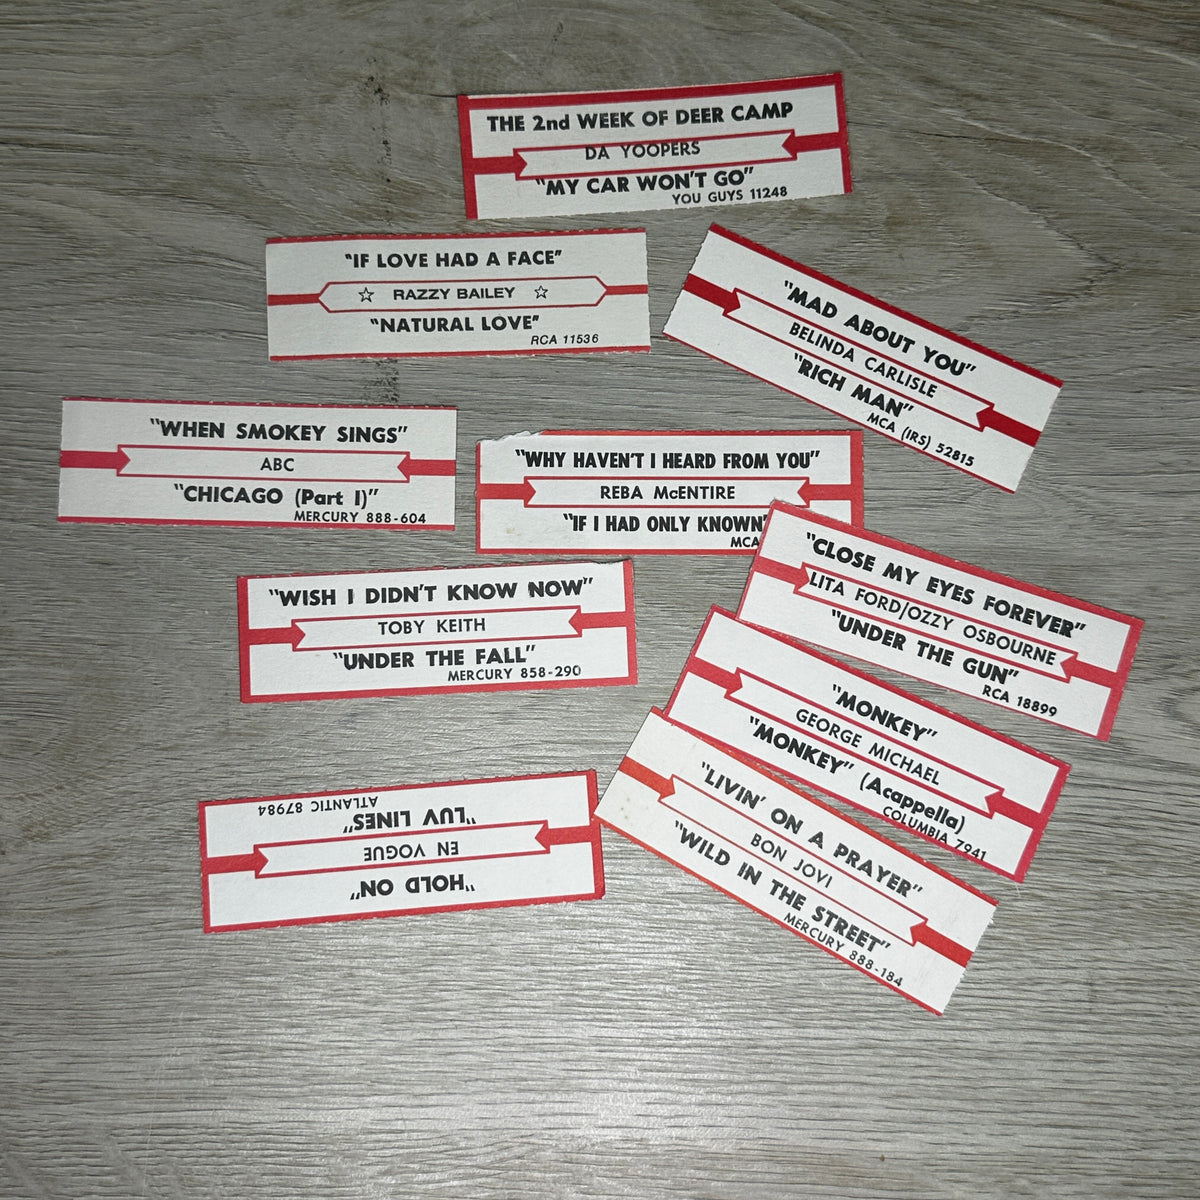 THE 2nd WEEK OF DEER CAMP
DA YOOPERS
"MY CAR WON'T GO"
YOU GUYS 11248
"IF LOVE HAD A FACE"
☆ RAZZY BAILEY ☆
"NATURAL LOVE"
RCA 11536
"MAD ABOUT YOU"
BELINDA CARLISLE
"RICH MAN"
MCA (IRS) 52815
"WHEN SMOKEY SINGS"
ABC
"CHICAGO (Part I)"
MERCURY 888-604
"WHY HAVEN'T I HEARD FROM YOU"
REBA McENTIRE
"IF I HAD ONLY KNOWN"
MCA
"CLOSE MY EYES FOREVER"
LITA FORD/OZZY OSBOURNE
"UNDER THE GUN"
RCA 18899
"WISH I DIDN'T KNOW NOW"
TOBY KEITH
"UNDER THE FALL"
MERCURY 858-290
"MONKEY"
GEORGE MICHAEL
"MONKEY" (Acappella)
COLUMBIA 7941
"LIVIN' ON A PRAYER"
BON JOVI
"WILD IN THE STREET"
MERCURY 888-184
"HOLD ON"
EN VOGUE
"LUV LINES"
ATLANTIC 87984